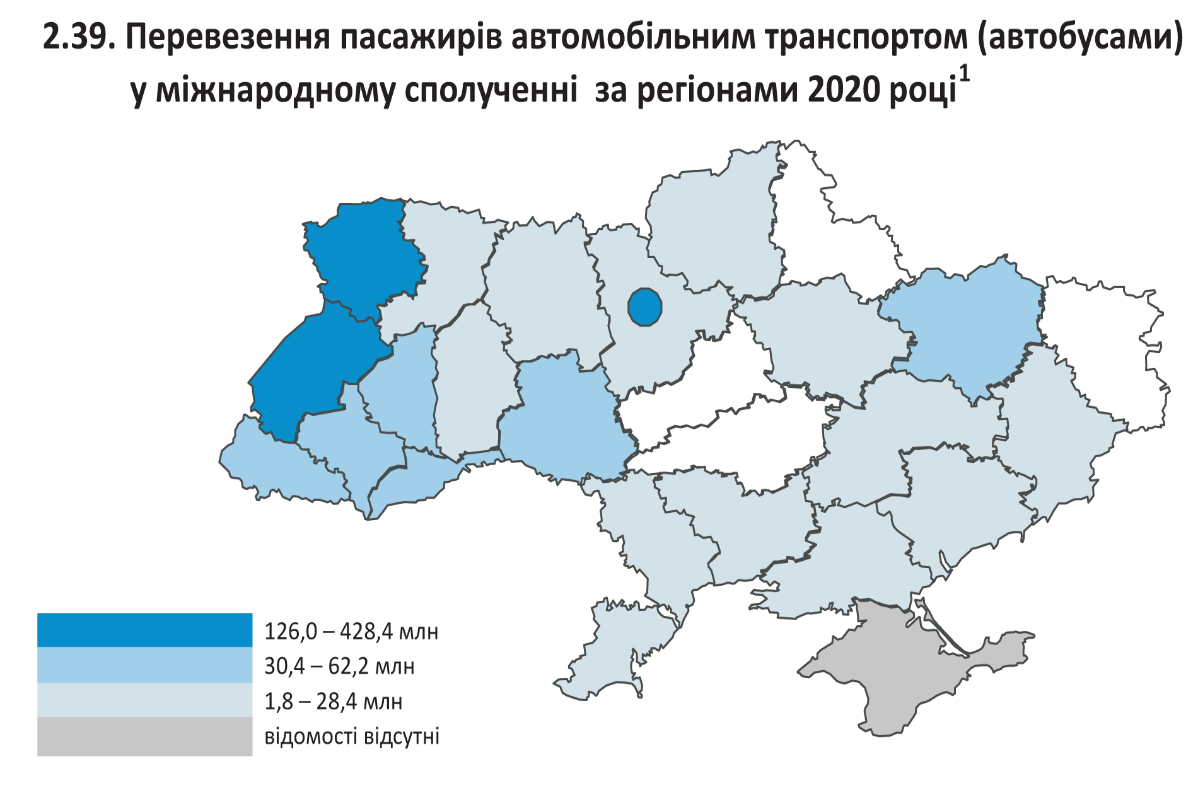 2.39. Перевезення пасажирів автомобільним транспортом (автобусами)
у міжнародному сполученні за регіонами 2020 році1
126,0 – 428,4 млн
30,4 – 62,2 млн
1,8 – 28,4 млн
відомості відсутні